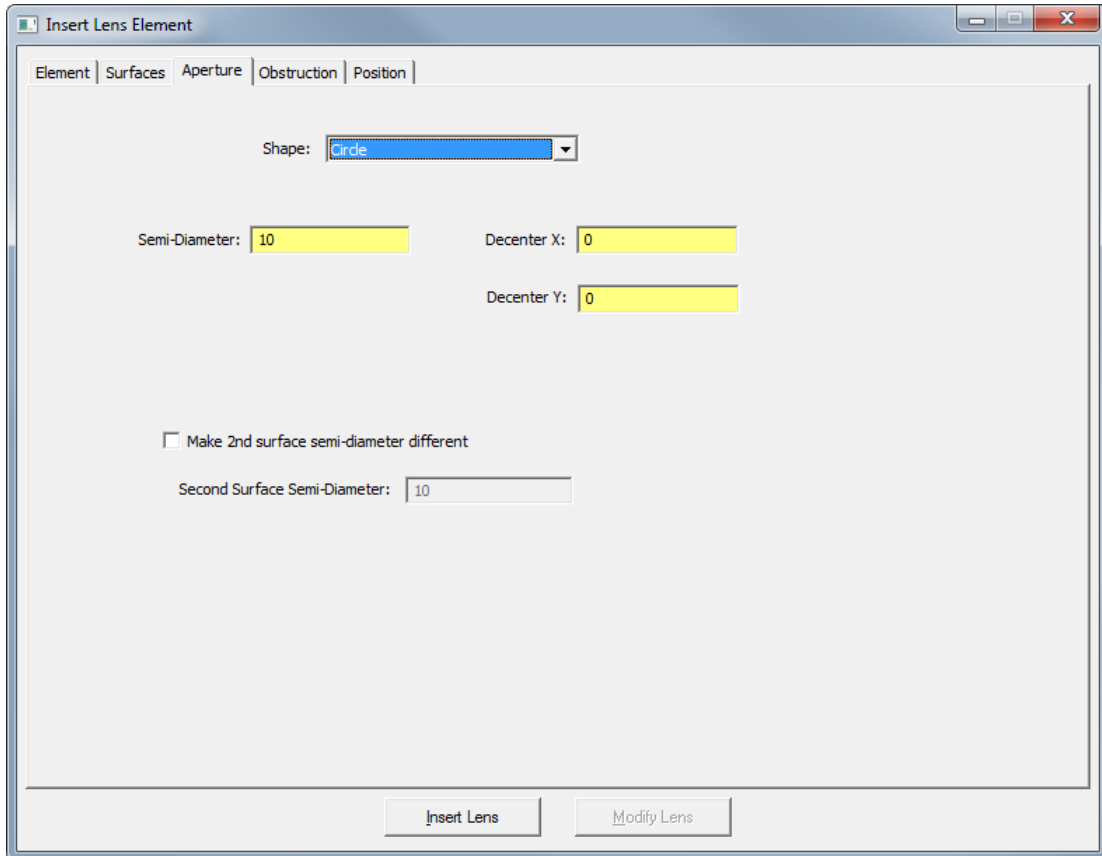 Insert Lens Element
Element Surfaces Aperture Obstruction Position
Shape: Circle
Semi-Diameter: 10 Decenter X: 0
Decenter Y: 0
Make 2nd surface semi-diameter different
Second Surface Semi-Diameter: 10
Insert Lens Modify Lens